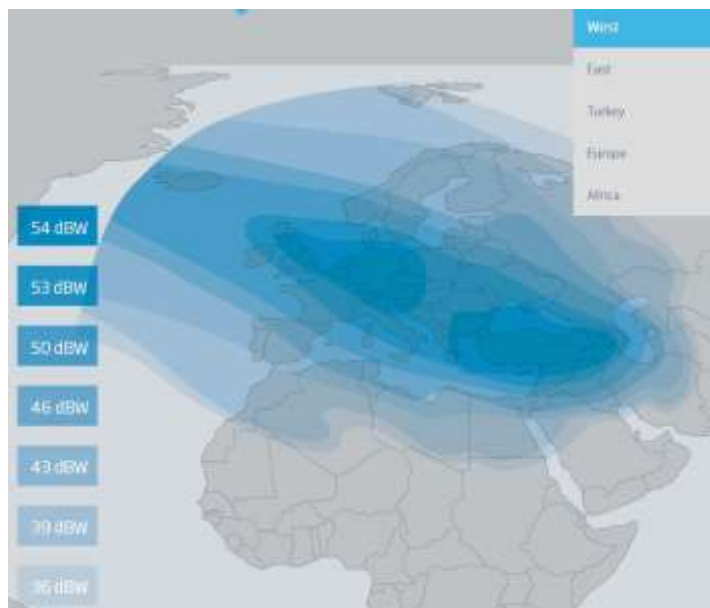 West
East
Turkey
Europe
Africa
54 dBW
53 dBW
50 dBW
46 dBW
43 dBW
39 dBW
36 dBW